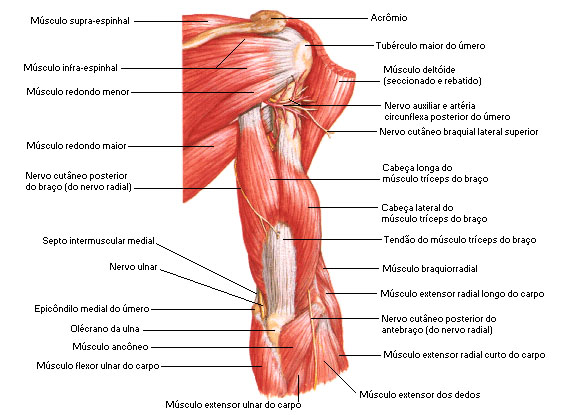 Músculo supra-espinhal
Acrômio
Tubérculo maior do úmero
Músculo infra-espinhal
Músculo deltóide
(seccionado e rebatido)
Músculo redondo menor
Nervo auxiliar e artéria
circunflexa posterior do úmero
Nervo cutâneo braquial lateral superior
Músculo redondo maior
Cabeça longa do
músculo tríceps do braço
Nervo cutâneo posterior
do braço (do nervo radial)
Cabeça lateral do
músculo tríceps do braço
Septo intermuscular medial
Tendão do músculo tríceps do braço
Nervo ulnar
Músculo braquiorradial
Músculo extensor radial longo do carpo
Epicôndilo medial do úmero
Nervo cutâneo posterior do
antebraço (do nervo radial)
Olécrano da ulna
Músculo ancôneo
Músculo extensor radial curto do carpo
Músculo flexor ulnar do carpo
Músculo extensor dos dedos
Músculo extensor ulnar do carpo